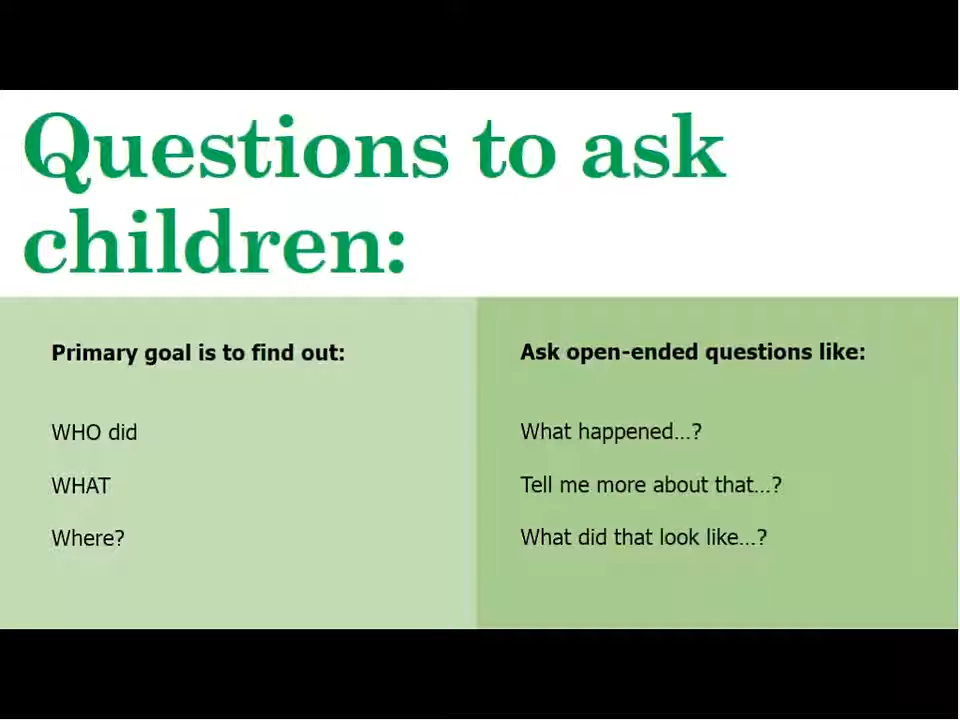 Questions to ask
children:
Primary goal is to find out:
WHO did
WHAT
Where?
Ask open-ended questions like:
What happened...?
Tell me more about that...?
What did that look like...?